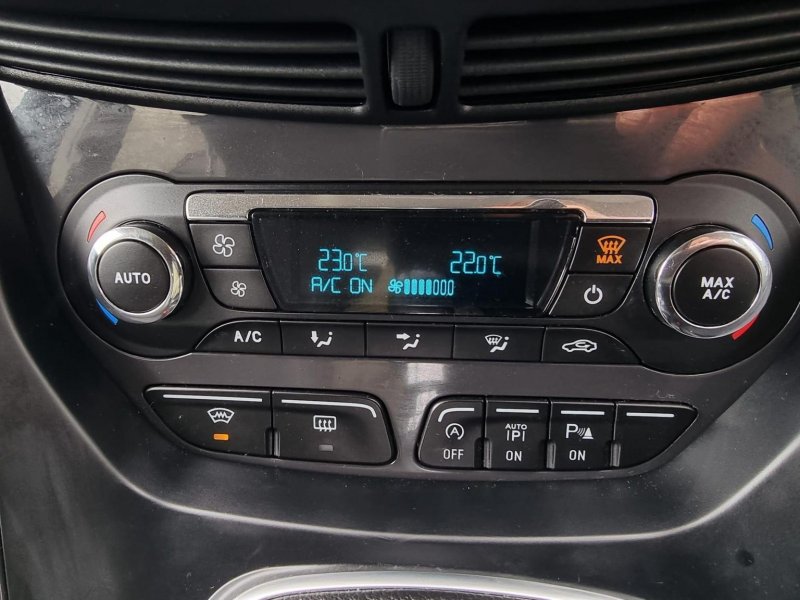 23.0°C 22.0°C
A/C ON
AUTO
MAX
MAX
A/C
A/C
OFF
AUTO
P
ON
P
ON